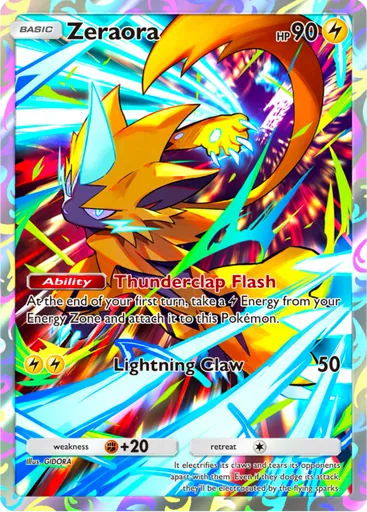 BASIC Zeraora HP 90
Ability Thunderclap Flash
At the end of your first turn, take a Energy from your
Energy Zone and attach it to this Pokémon.
Lightning Claw 50
weakness +20 retreat
illus. GIDORA
It electrifies its claws and tears its opponents
apart with them. Even if they dodge its attack,
they'll be electrocuted by the flying sparks.